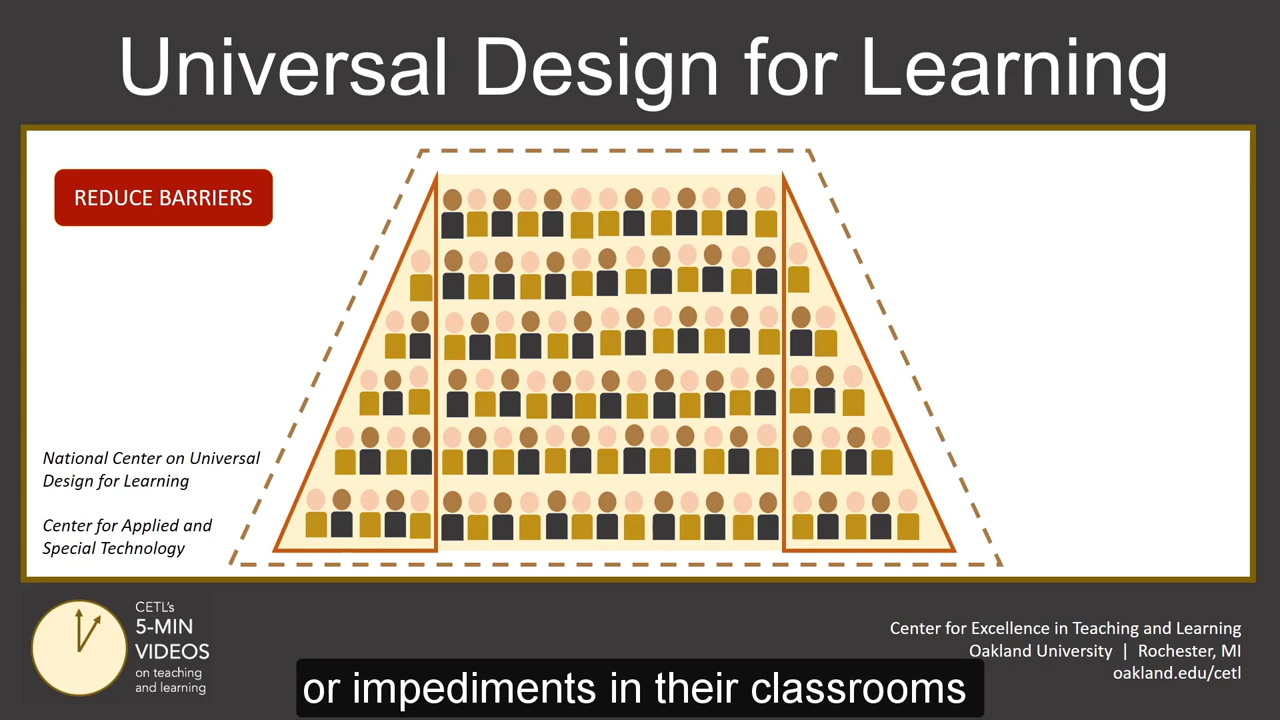 Universal Design for Learning
REDUCE BARRIERS
National Center on Universal
Design for Learning
Center for Applied and
Special Technology
CETL's
5-MIN
VIDEOS
on teaching
and learning
Center for Excellence in Teaching and Learning
Oakland University | Rochester, MI
oakland.edu/cetl
or impediments in their classrooms